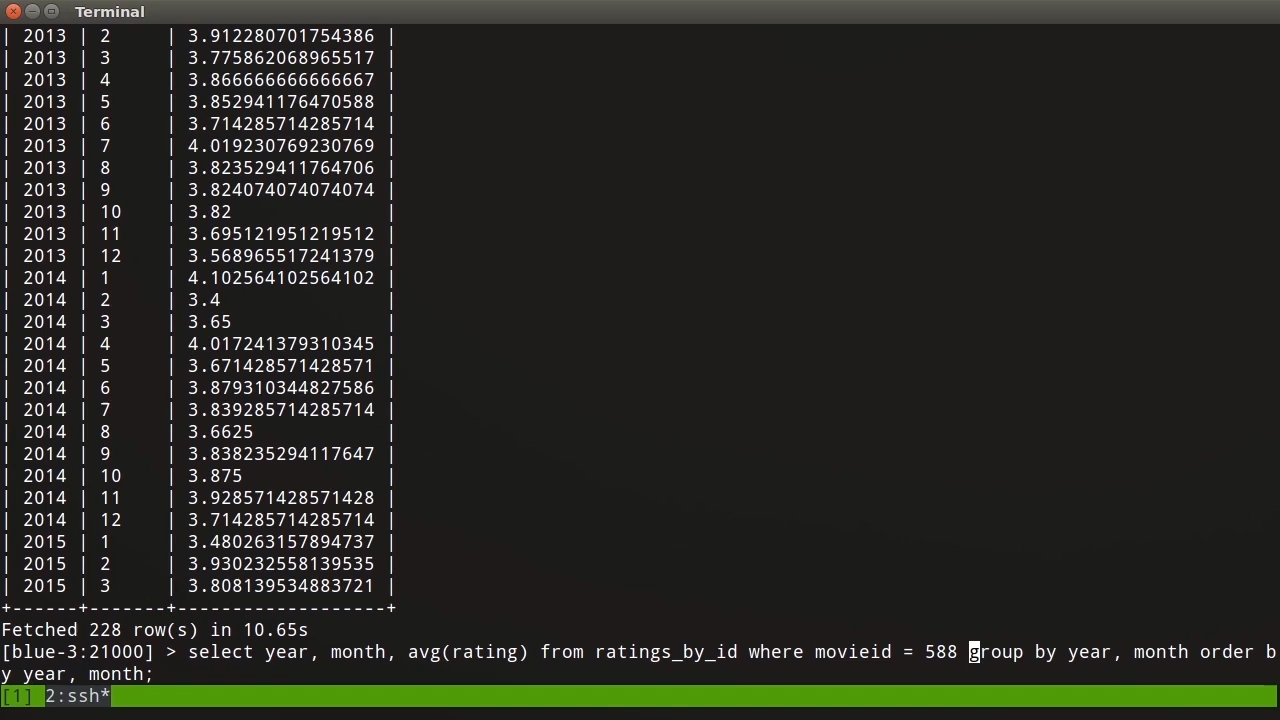 Terminal
| 2013 | 2     | 3.912280701754386 |
| 2013 | 3     | 3.775862068965517 |
| 2013 | 4     | 3.866666666666667 |
| 2013 | 5     | 3.852941176470588 |
| 2013 | 6     | 3.714285714285714 |
| 2013 | 7     | 4.019230769230769 |
| 2013 | 8     | 3.823529411764706 |
| 2013 | 9     | 3.824074074074074 |
| 2013 | 10    | 3.82              |
| 2013 | 11    | 3.695121951219512 |
| 2013 | 12    | 3.568965517241379 |
| 2014 | 1     | 4.102564102564102 |
| 2014 | 2     | 3.4               |
| 2014 | 3     | 3.65              |
| 2014 | 4     | 4.017241379310345 |
| 2014 | 5     | 3.671428571428571 |
| 2014 | 6     | 3.879310344827586 |
| 2014 | 7     | 3.839285714285714 |
| 2014 | 8     | 3.6625            |
| 2014 | 9     | 3.838235294117647 |
| 2014 | 10    | 3.875             |
| 2014 | 11    | 3.928571428571428 |
| 2014 | 12    | 3.714285714285714 |
| 2015 | 1     | 3.480263157894737 |
| 2015 | 2     | 3.930232558139535 |
| 2015 | 3     | 3.808139534883721 |
+------+-------+-------------------+
Fetched 228 row(s) in 10.65s
[blue-3:21000] > select year, month, avg(rating) from ratings_by_id where movieid = 588 group by year, month order b
y year, month;
[1] 2:ssh*